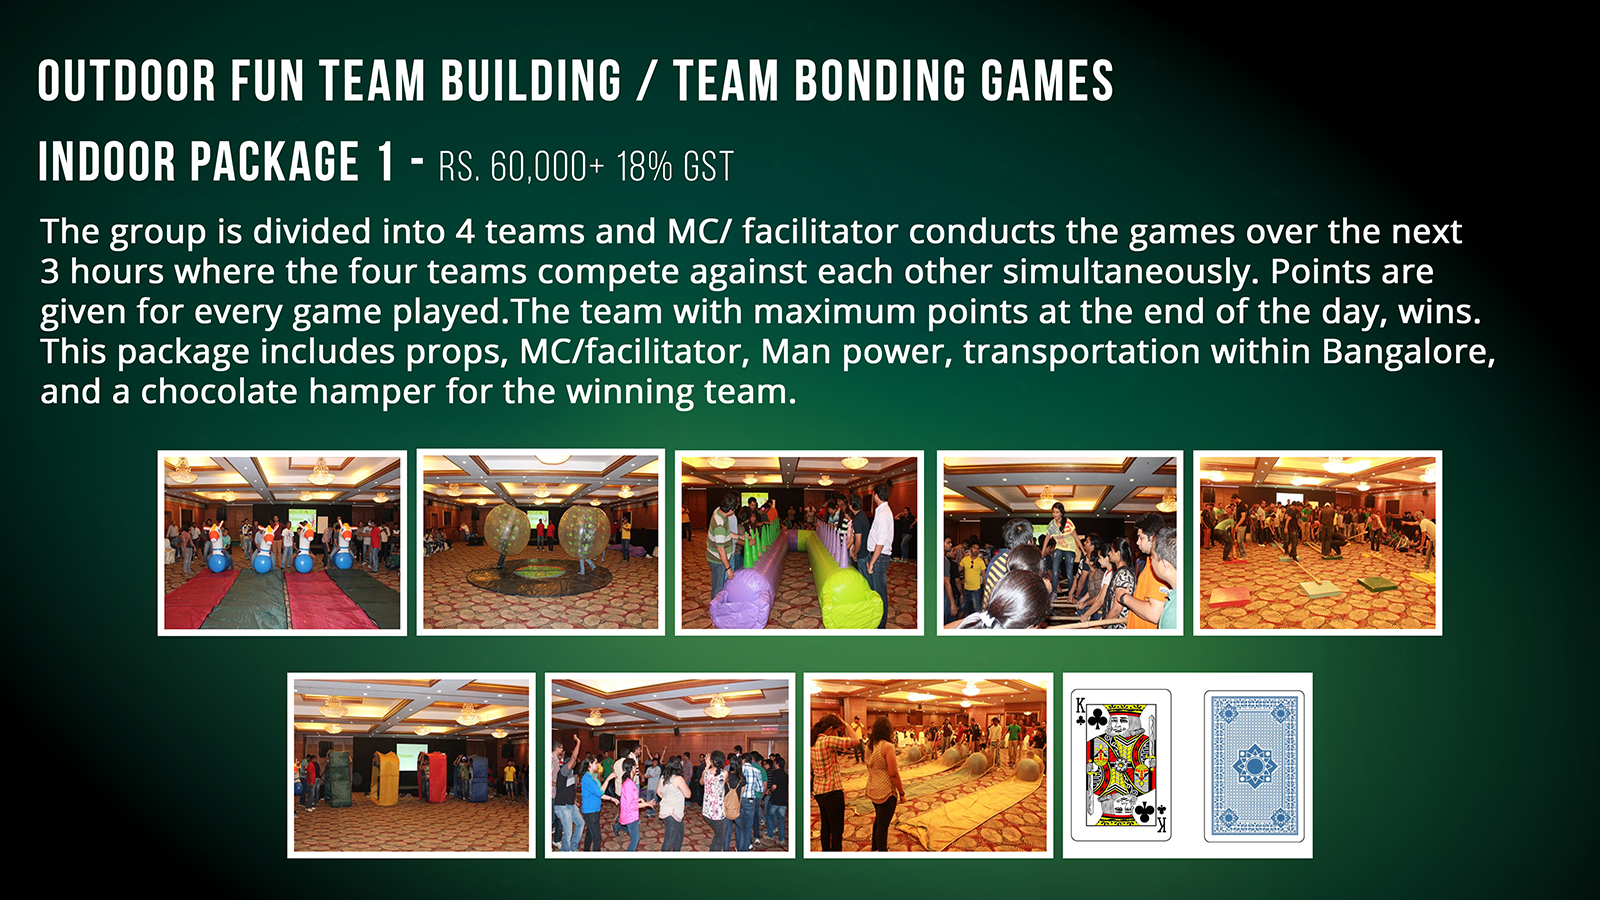 OUTDOOR FUN TEAM BUILDING / TEAM BONDING GAMES
INDOOR PACKAGE 1 - RS. 60,000+ 18% GST
The group is divided into 4 teams and MC/ facilitator conducts the games over the next
3 hours where the four teams compete against each other simultaneously. Points are
given for every game played.The team with maximum points at the end of the day, wins.
This package includes props, MC/facilitator, Man power, transportation within Bangalore,
and a chocolate hamper for the winning team.
K
K